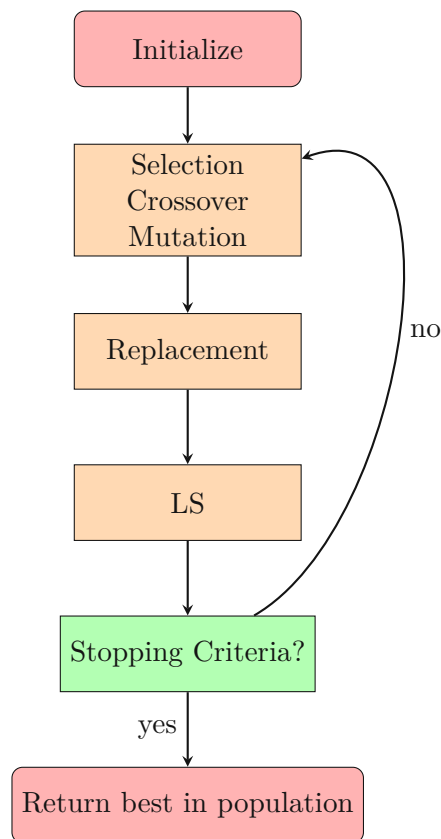 Initialize
Selection
Crossover
Mutation
Replacement
no
LS
Stopping Criteria?
yes
Return best in population